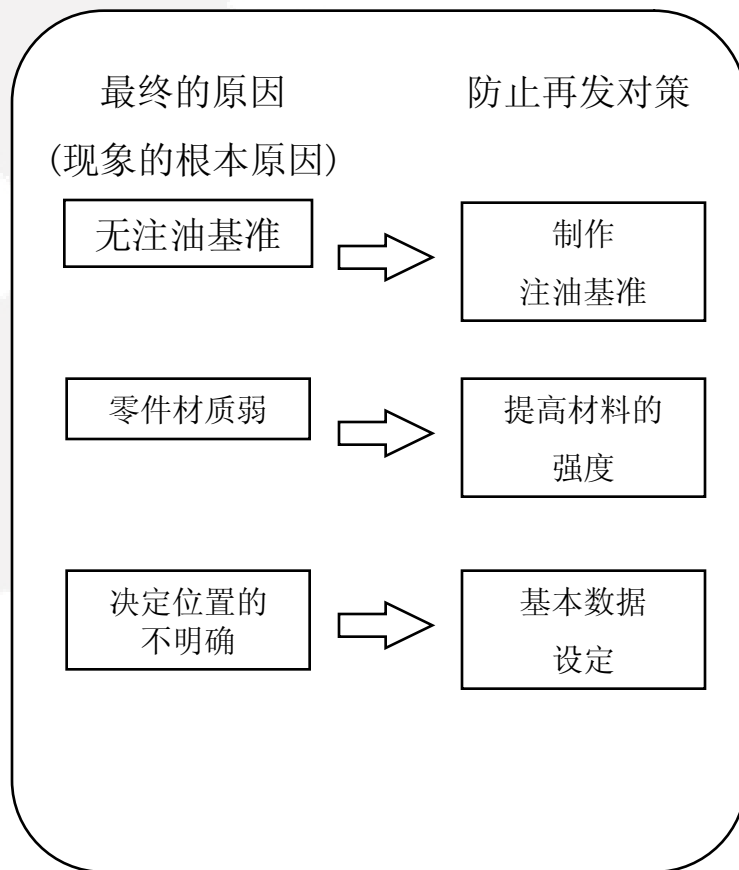 最终的原因
(现象的根本原因)
防止再发对策
无注油基准
制作
注油基准
零件材质弱
提高材料的
强度
决定位置的
不明确
基本数据
设定